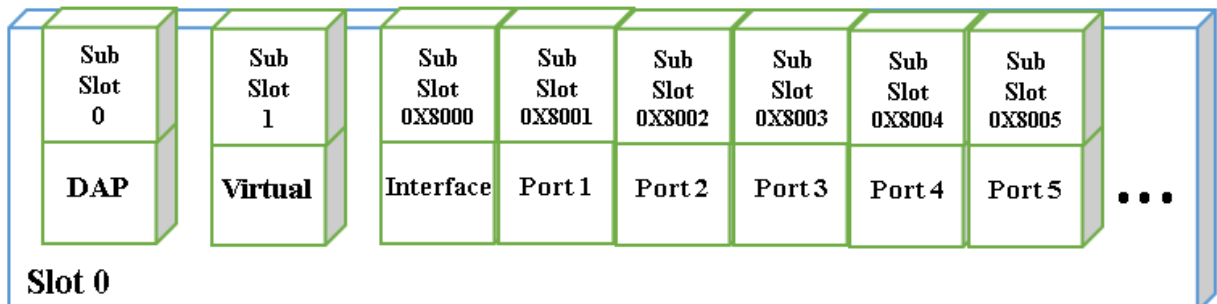 Sub
Slot
0
DAP
Sub
Slot
1
Virtual
Sub
Slot
0X8000
Interface
Sub
Slot
0X8001
Port 1
Sub
Slot
0X8002
Port 2
Sub
Slot
0X8003
Port 3
Sub
Slot
0X8004
Port 4
Sub
Slot
0X8005
Port 5
...
Slot 0